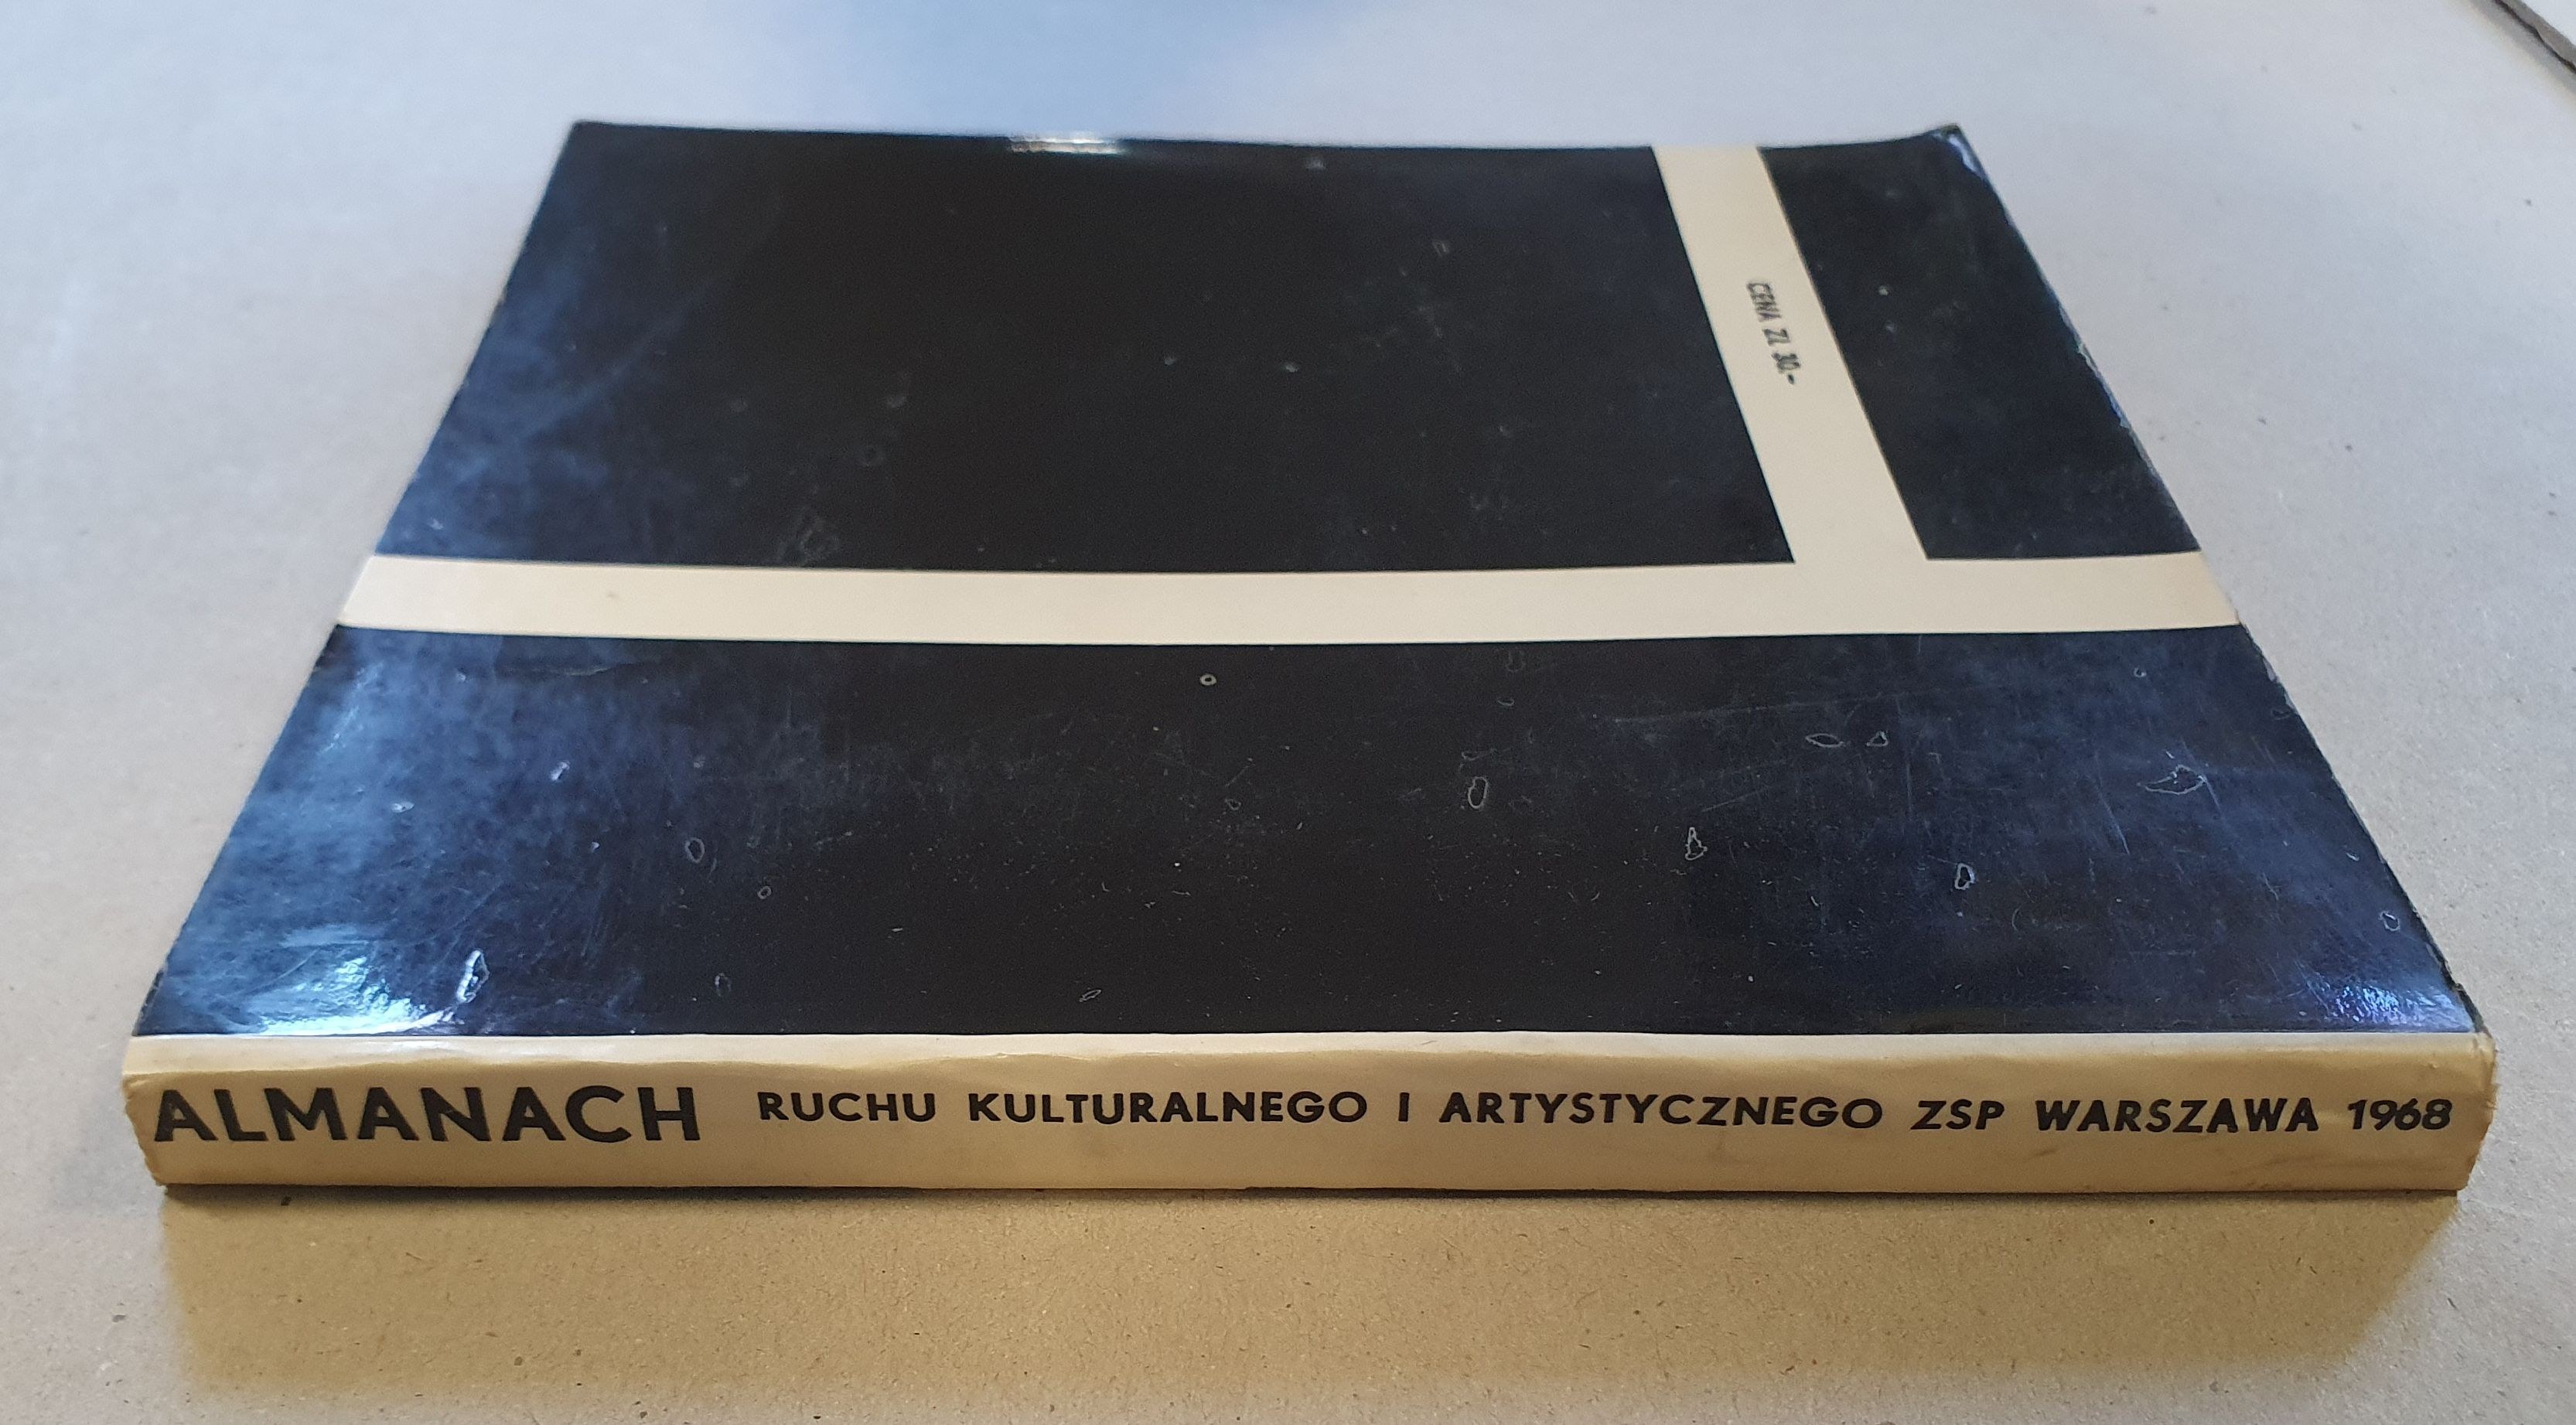 CENA ZŁ 30.-
ALMANACH RUCHU KULTURALNEGO I ARTYSTYCZNEGO ZSP WARSZAWA 1968